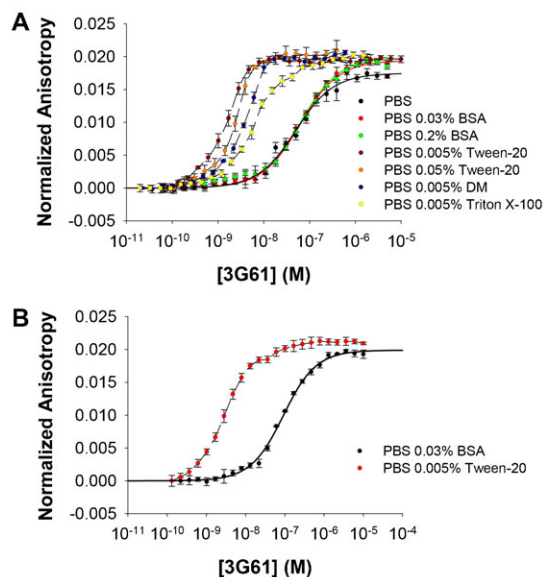 A
Normalized Anisotropy
0.025
0.020
0.015
0.010
0.005
0.000
-0.005
PBS
PBS 0.03% BSA
PBS 0.2% BSA
PBS 0.005% Tween-20
PBS 0.05% Tween-20
PBS 0.005% DM
PBS 0.005% Triton X-100
10-11 10-10 10-9 10-8 10-7 10-6 10-5
[3G61] (M)
B
Normalized Anisotropy
0.025
0.020
0.015
0.010
0.005
0.000
-0.005
PBS 0.03% BSA
PBS 0.005% Tween-20
10-10 10-9 10-8 10-7 10-6 10-5 10-4
[3G61] (M)